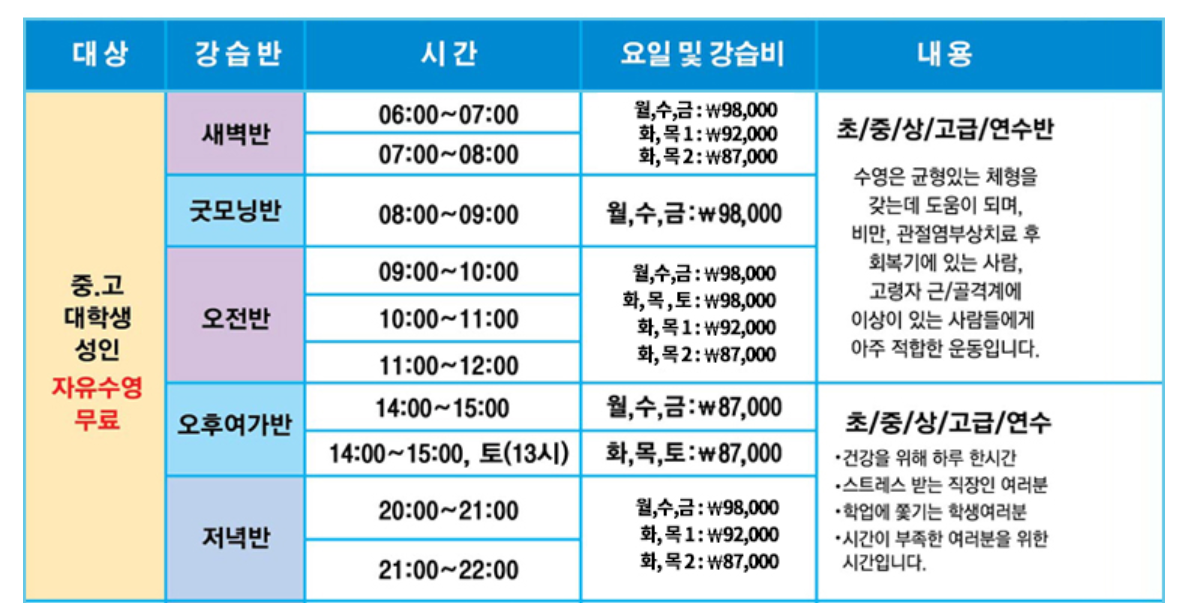 대상 강습반 시간 요일 및 강습비 내용
중.고
대학생
성인
자유수영
무료
새벽반
06:00~07:00
07:00~08:00
월,수,금:₩98,000
화,목1:₩92,000
화,목2:₩87,000
굿모닝반
08:00~09:00
월,수,금:₩98,000
오전반
09:00~10:00
10:00~11:00
11:00~12:00
월,수,금:₩98,000
화,목,토:₩98,000
화,목1:₩92,000
화,목2:₩87,000
초/중/상/고급/연수반
수영은 균형있는 체형을
갖는데 도움이 되며,
비만, 관절염부상치료 후
회복기에 있는 사람,
고령자 근/골격계에
이상이 있는 사람들에게
아주 적합한 운동입니다.
오후여가반
14:00~15:00
월,수,금:₩87,000
14:00~15:00, 토(13시)
화,목,토:₩87,000
저녁반
20:00~21:00
21:00~22:00
월,수,금:₩98,000
화,목1:₩92,000
화,목2:₩87,000
초/중/상/고급/연수
•건강을 위해 하루 한시간
•스트레스 받는 직장인 여러분
•학업에 쫓기는 학생여러분
•시간이 부족한 여러분을 위한
시간입니다.